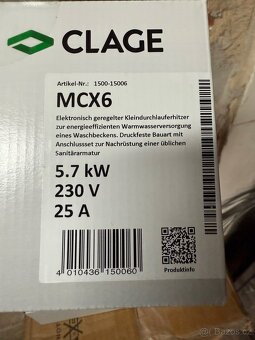 CLAGE
Artikel-Nr.: 1500-15006
MCX6
Elektronisch geregelter Kleindurchlauferhitzer
zur energieeffizienten Warmwasserversorgung
eines Waschbeckens. Druckfeste Bauart mit
Anschlussset zur Nachrüstung einer üblichen
Sanitärarmatur
5.7 kW
230 V
25 A
4 010436 150060
Produktinfo